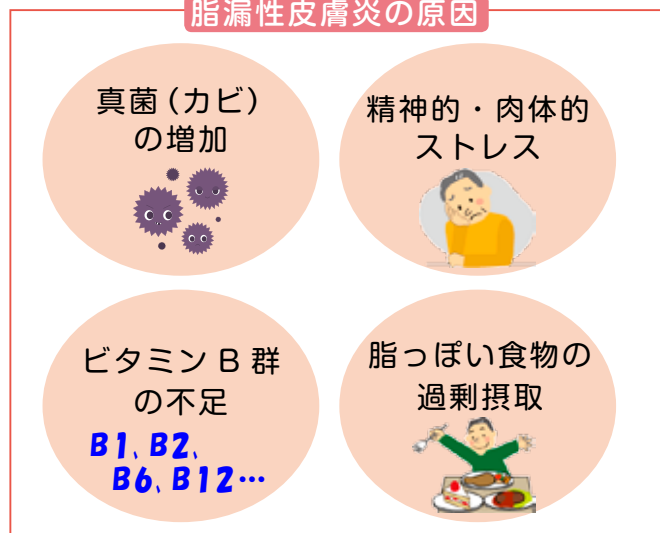 脂漏性皮膚炎の原因
真菌(カビ)
の増加
精神的・肉体的
ストレス
ビタミンB群
の不足
B1、B2、
B6、B12…
脂っぽい食物の
過剰摂取